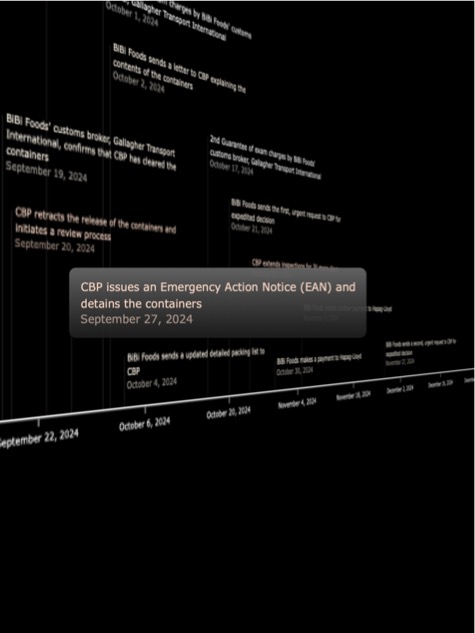 charges by BiBi Foods' customs
Gallagher Transport International
October 1, 2024
BiBi Foods sends a letter to CBP explaining the
contents of the containers
October 2, 2024
BiBi Foods' customs broker, Gallagher Transport
International, confirms that CBP has cleared the
containers
September 19, 2024
2nd Guarantee of exam charges by BiBi Foods'
customs broker, Gallagher Transport International
October 17, 2024
CBP retracts the release of the containers and
initiates a review process
September 20, 2024
BiBi Foods sends the first, urgent request to CBP for
expedited decision
October 21, 2024
CBP extends inspections for 30
CBP issues an Emergency Action Notice (EAN) and
detains the containers
September 27, 2024
to Hapag-Lloyd
BiBi Foods sends a updated detailed packing list to
CBP
October 4, 2024
BiBi Foods makes a payment to Hapag-Lloyd
October 30, 2024
BiBi Foods sends a second, urgent request to CBP for
expedited decision
November 27, 2024
September 22, 2024
October 6, 2024
October 20, 2024
November 4, 2024
November 18, 2024
December 2, 2024
December 16, 2024